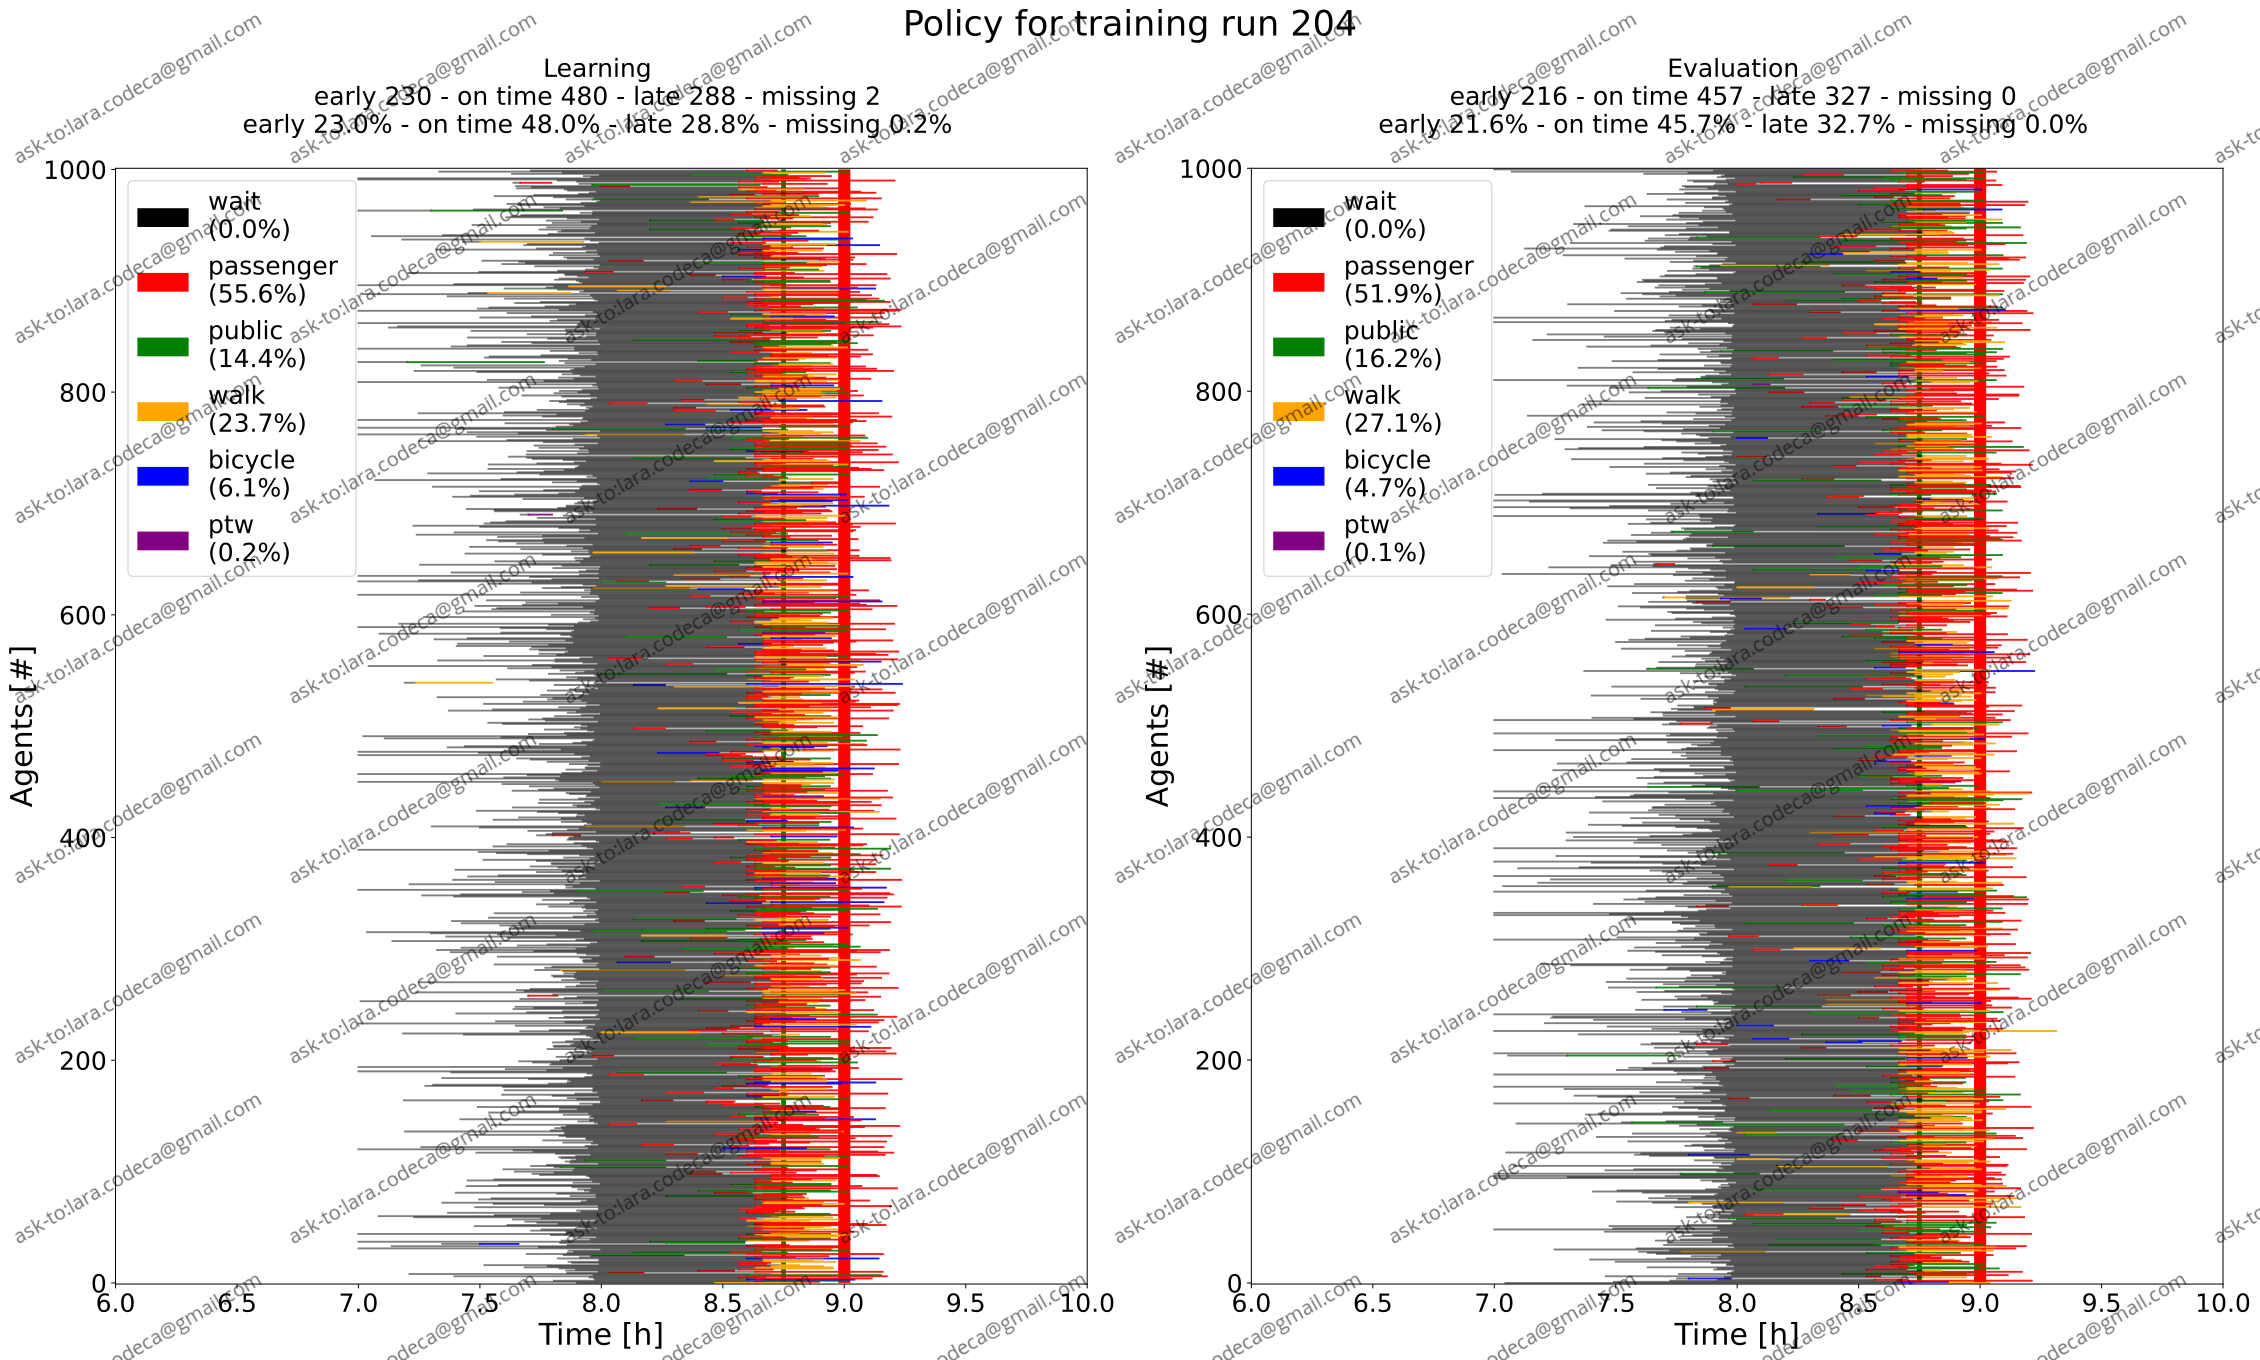 Policy for training run 204
Learning
early 230 - on time 480 - late 288 - missing 2
early 23.0% - on time 48.0% - late 28.8% - missing 0.2%
1000
800
600
400
200
0
Agents [#]
wait
(0.0%)
passenger
(55.6%)
public
(14.4%)
walk
(23.7%)
bicycle
(6.1%)
ptw
(0.2%)
6.0 6.5 7.0 7.5 8.0 8.5 9.0 9.5 10.0
Time [h]
Evaluation
early 216 - on time 457 - late 327 - missing 0
early 21.6% - on time 45.7% - late 32.7% - missing 0.0%
1000
800
600
400
200
0
Agents [#]
wait
(0.0%)
passenger
(51.9%)
public
(16.2%)
walk
(27.1%)
bicycle
(4.7%)
ptw
(0.1%)
6.0 6.5 7.0 7.5 8.0 8.5 9.0 9.5 10.0
Time [h]
ask-to:lara.codeca@gmail.com